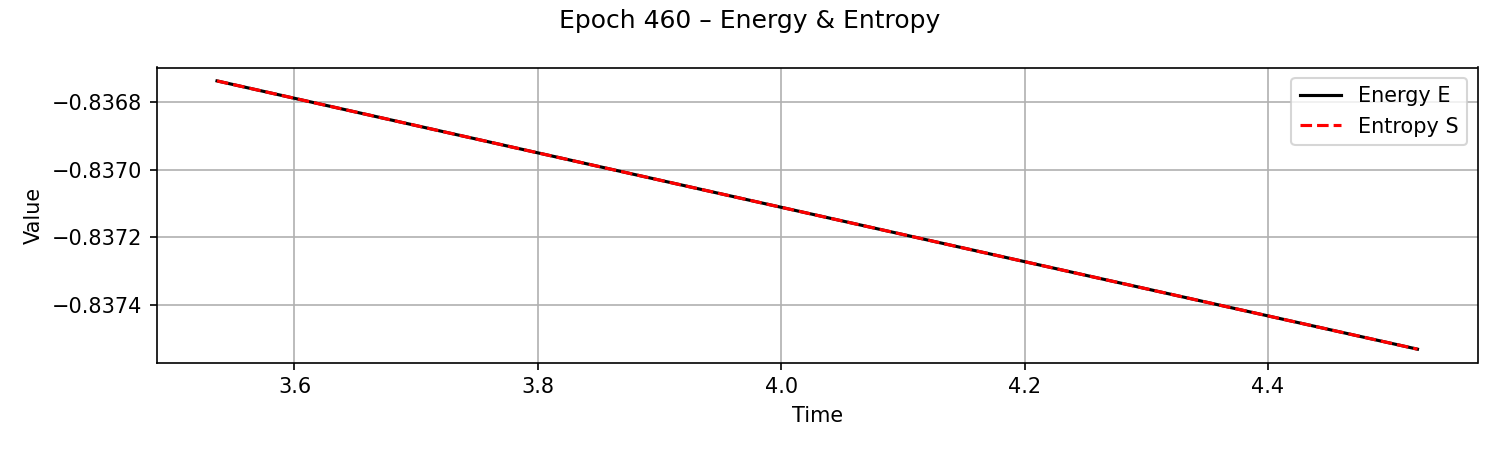 Epoch 460 – Energy & Entropy
−0.8368
−0.8370
−0.8372
−0.8374
Value
Energy E
Entropy S
3.6 3.8 4.0 4.2 4.4
Time